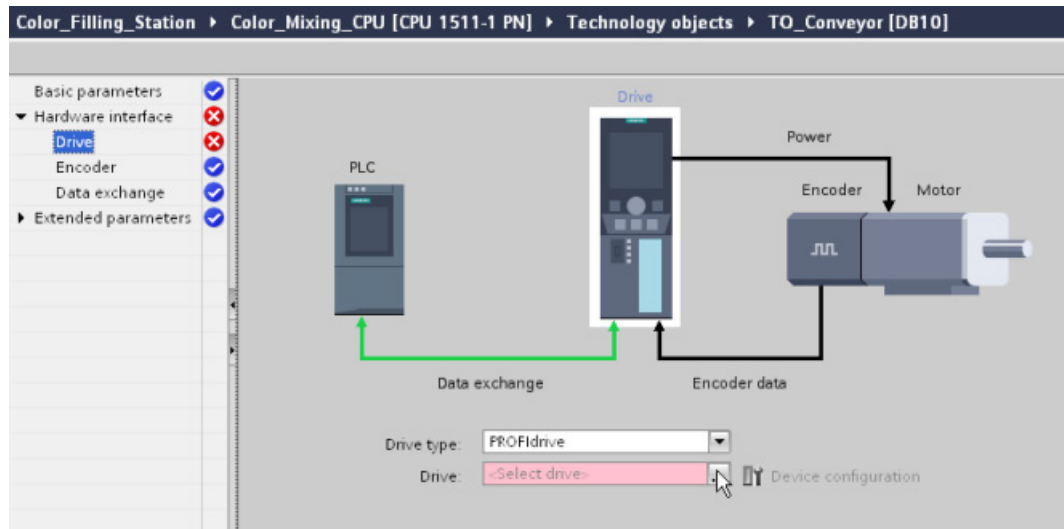 Color_Filling_Station ▸ Color_Mixing_CPU [CPU 1511-1 PN] ▸ Technology objects ▸ TO_Conveyor [DB10]
Basic parameters
Hardware interface
Drive
Encoder
Data exchange
Extended parameters
Drive
Power
PLC
Encoder
Motor
Data exchange
Encoder data
Drive type: PROFIdrive
Drive: <Select drive> Device configuration